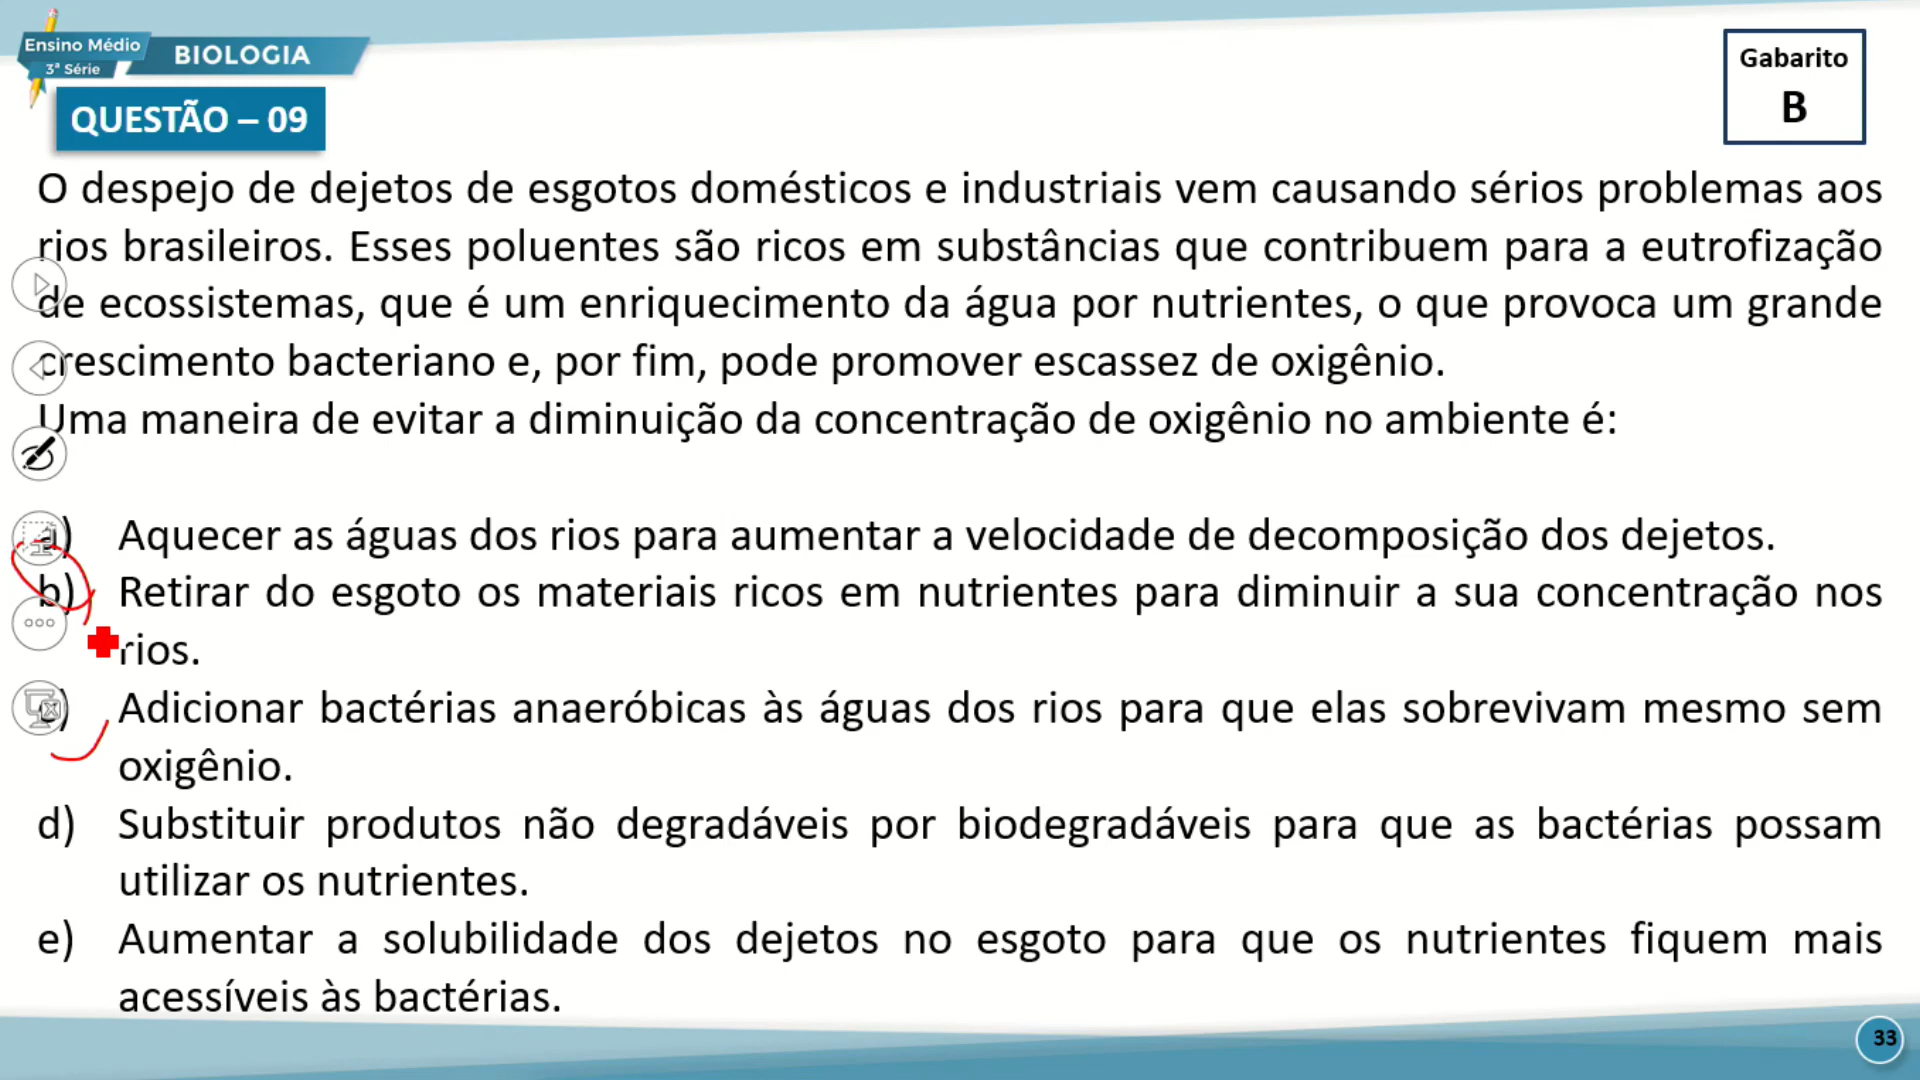 Ensino Médio
3ª Série
BIOLOGIA
Gabarito
B
QUESTÃO – 09
O despejo de dejetos de esgotos domésticos e industriais vem causando sérios problemas aos
rios brasileiros. Esses poluentes são ricos em substâncias que contribuem para a eutrofização
de ecossistemas, que é um enriquecimento da água por nutrientes, o que provoca um grande
crescimento bacteriano e, por fim, pode promover escassez de oxigênio.
Uma maneira de evitar a diminuição da concentração de oxigênio no ambiente é:
a) Aquecer as águas dos rios para aumentar a velocidade de decomposição dos dejetos.
b) Retirar do esgoto os materiais ricos em nutrientes para diminuir a sua concentração nos
rios.
c) Adicionar bactérias anaeróbicas às águas dos rios para que elas sobrevivam mesmo sem
oxigênio.
d) Substituir produtos não degradáveis por biodegradáveis para que as bactérias possam
utilizar os nutrientes.
e) Aumentar a solubilidade dos dejetos no esgoto para que os nutrientes fiquem mais
acessíveis às bactérias.
33